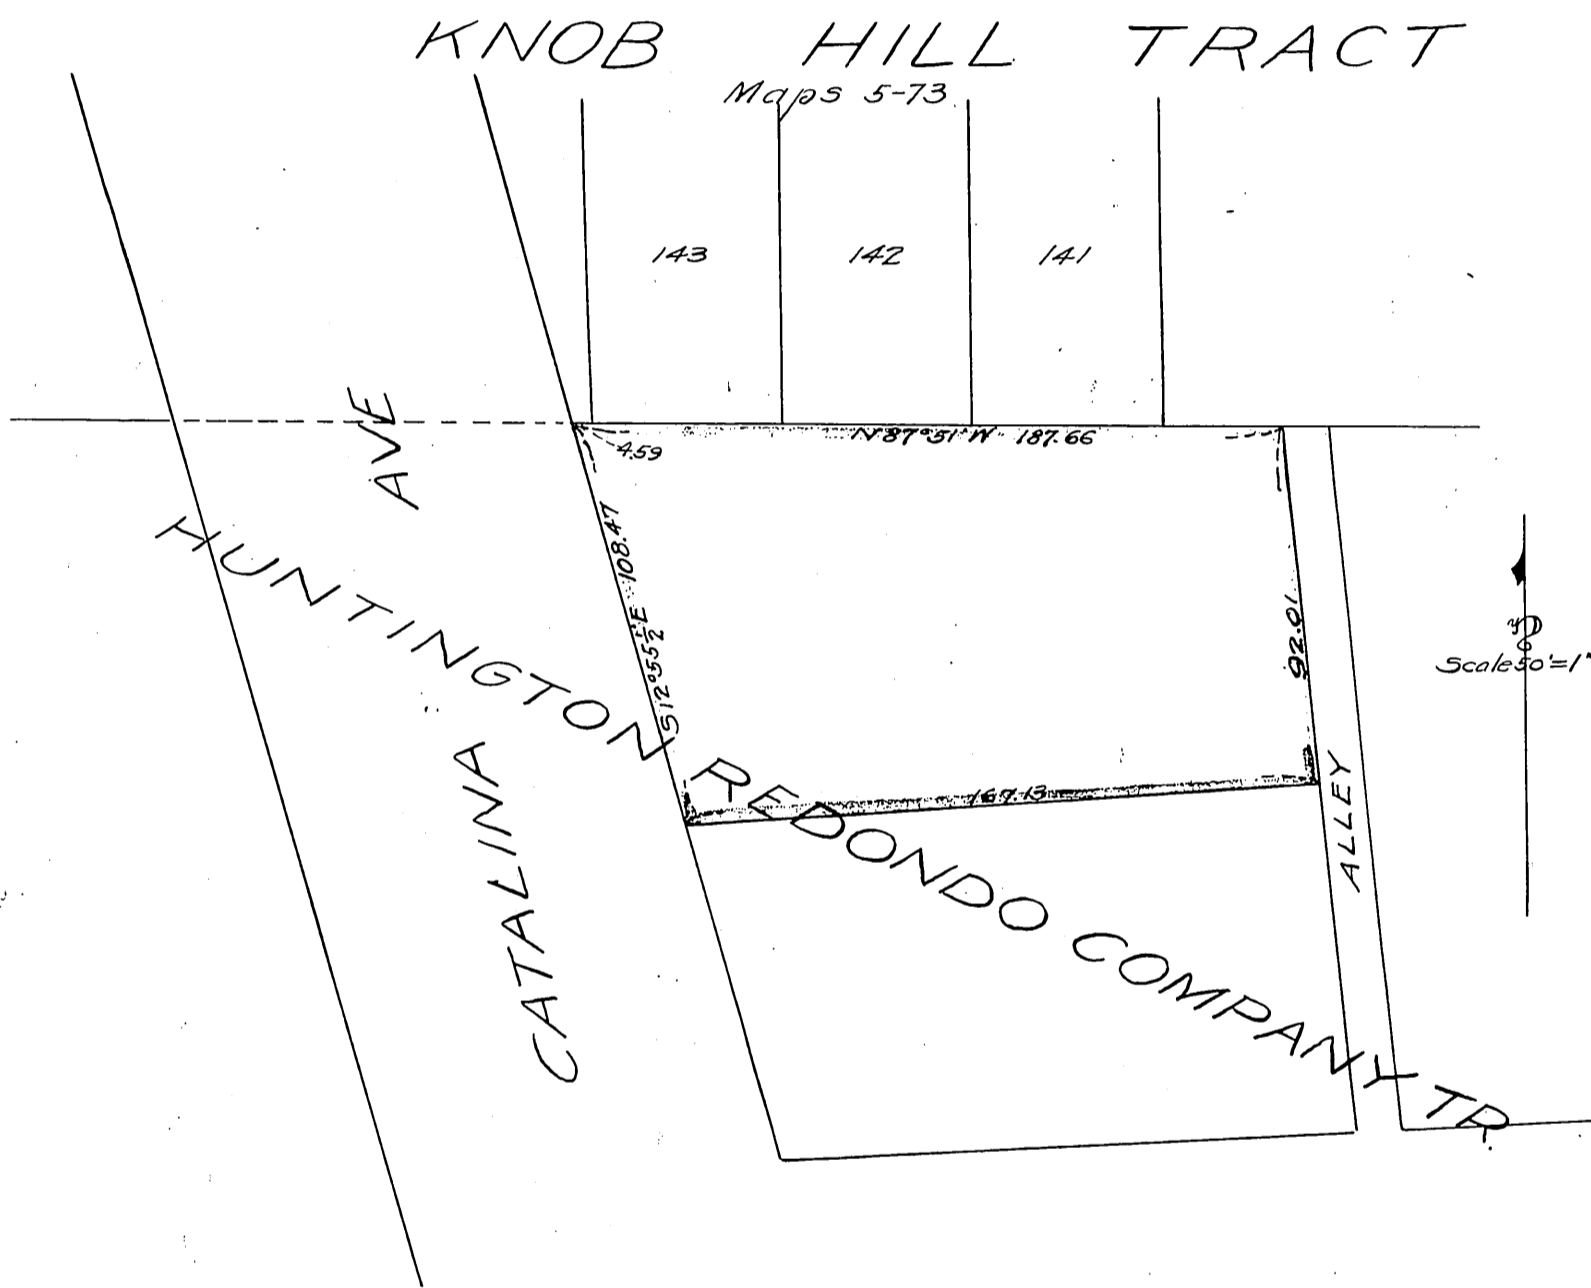 KNOB HILL TRACT
Maps 5-73
143
142
141
AVE
N 87°51' W 187.66
4.59
S 12°55½' E 108.47
92.01
Scale 50'=1"
HUNTINGTON REDONDO COMPANY TR.
167.13
ALLEY
CATALINA